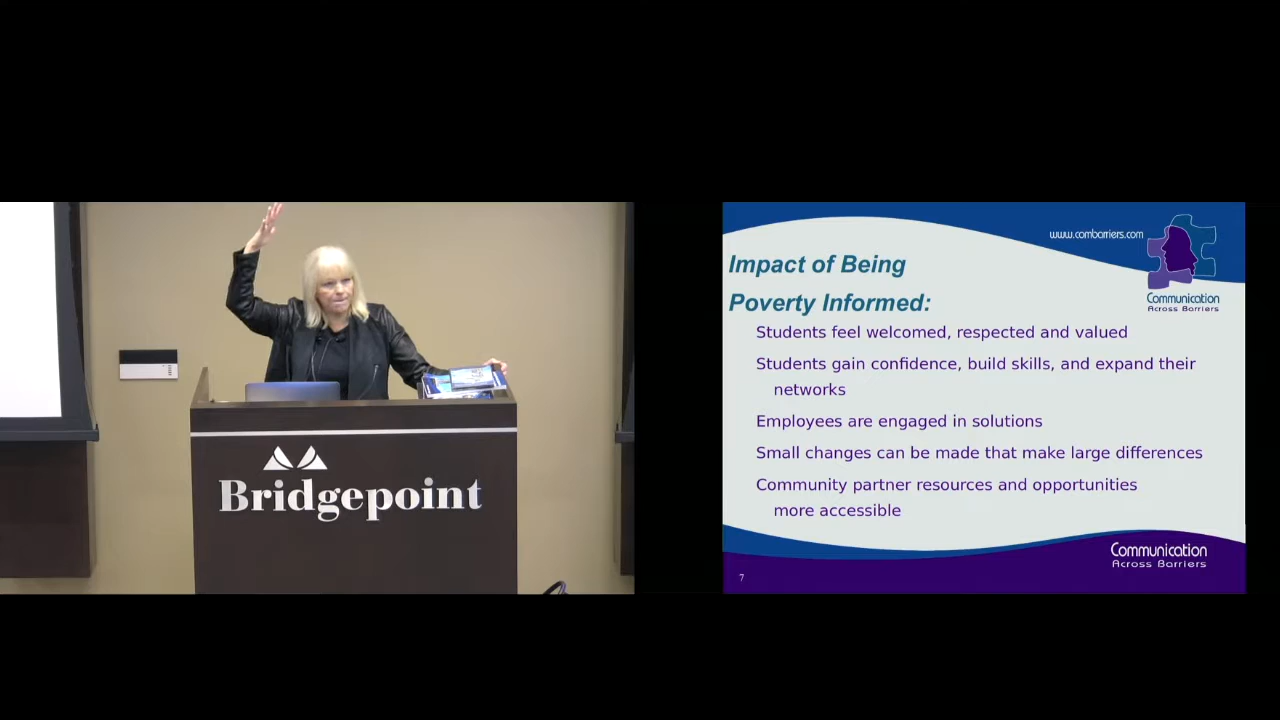 Bridgepoint
www.combarriers.com
Communication
Across Barriers
Impact of Being
Poverty Informed:
Students feel welcomed, respected and valued
Students gain confidence, build skills, and expand their
networks
Employees are engaged in solutions
Small changes can be made that make large differences
Community partner resources and opportunities
more accessible
Communication
Across Barriers
7